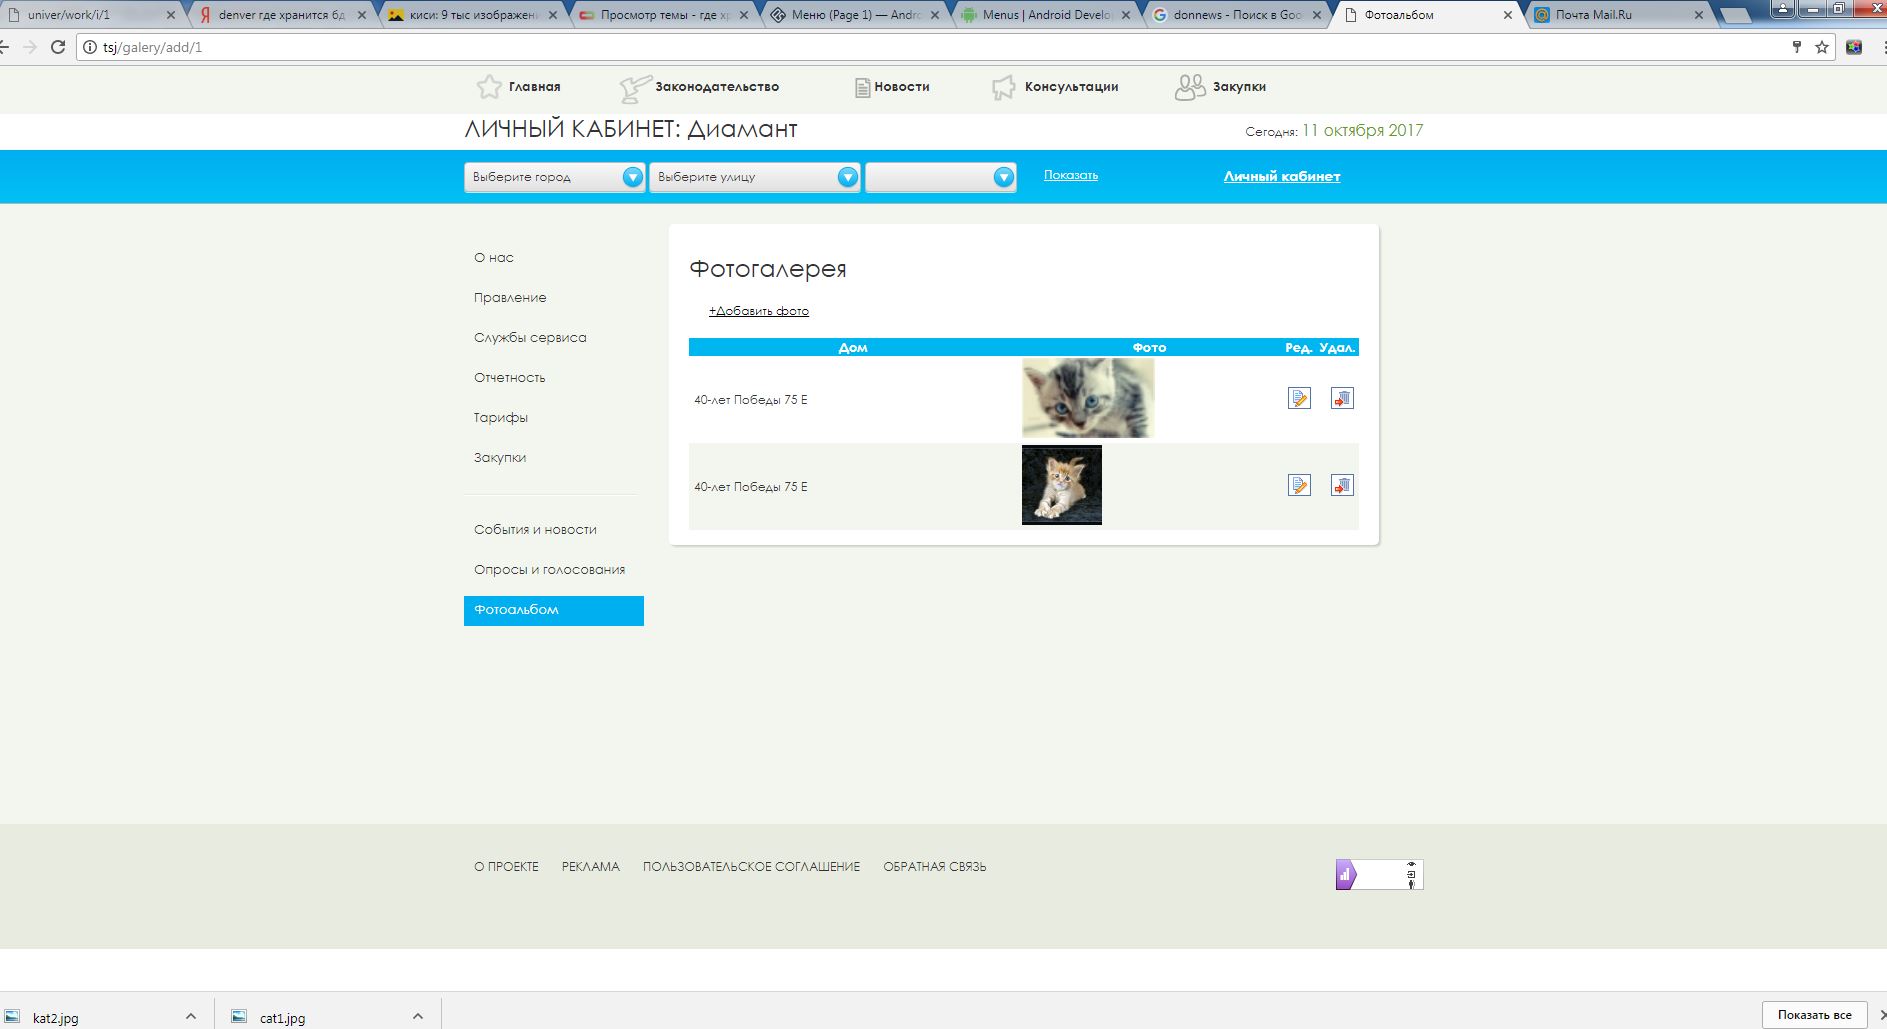 univer/work/i/1
denver где хранится бд
киси: 9 тыс изображени
Просмотр темы - где хр
Меню (Page 1) — Andro
Menus | Android Develop
donnews - Поиск в Goo
Фотоальбом
Почта Mail.Ru
tsj/galery/add/1
Главная
Законодательство
Новости
Консультации
Закупки
ЛИЧНЫЙ КАБИНЕТ: Диамант
Сегодня: 11 октября 2017
Выберите город
Выберите улицу
Показать
Личный кабинет
О нас
Правление
Службы сервиса
Отчетность
Тарифы
Закупки
События и новости
Опросы и голосования
Фотоальбом
Фотогалерея
+Добавить фото
Дом Фото Ред. Удал.
40-лет Победы 75 Е
40-лет Победы 75 Е
О ПРОЕКТЕ РЕКЛАМА ПОЛЬЗОВАТЕЛЬСКОЕ СОГЛАШЕНИЕ ОБРАТНАЯ СВЯЗЬ
kat2.jpg
cat1.jpg
Показать все